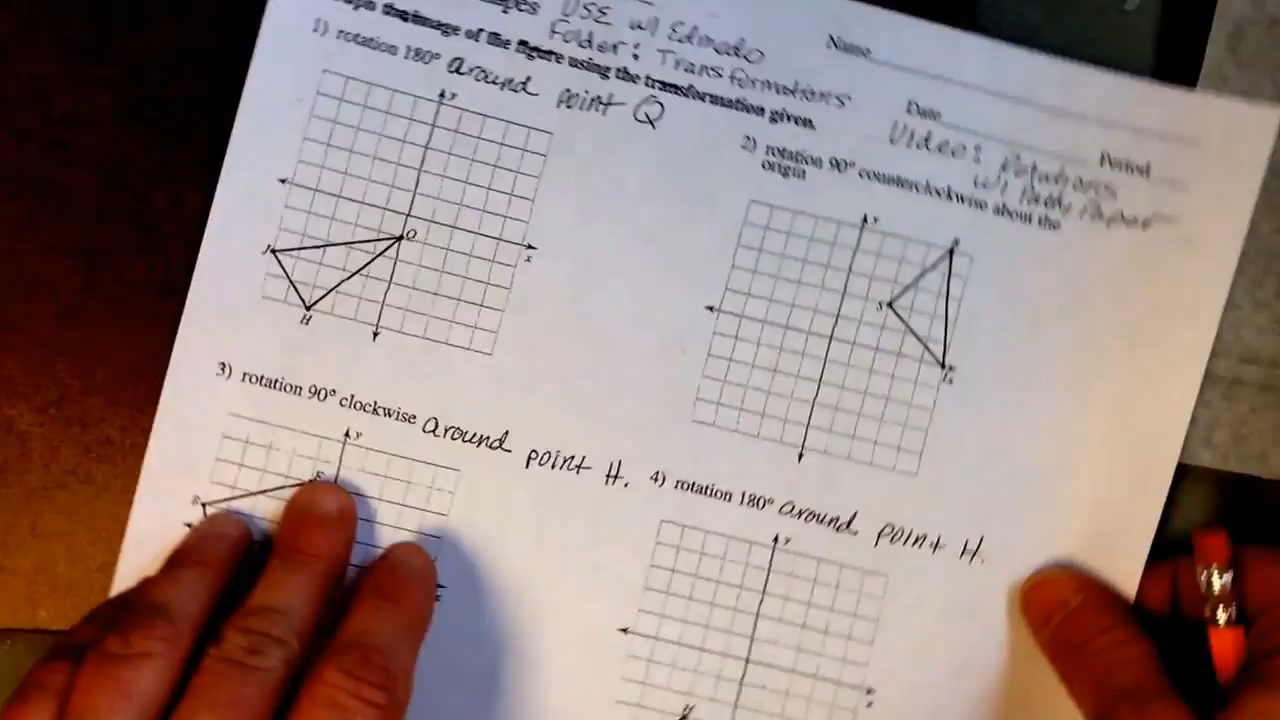 USE w/ Edmodo
Folder: Transformations
Name
the image of the figure using the transformation given.
Date
Period
1) rotation 180° around point Q
Video:
w/
2) rotation 90° counterclockwise about the
origin
y
x
J
Q
H
y
S
3) rotation 90° clockwise around point H.
y
4) rotation 180° around point H.
y
x